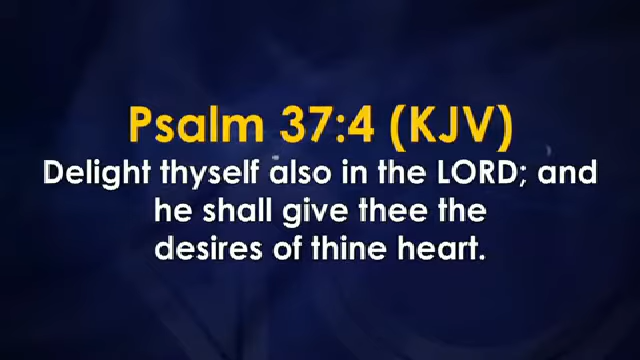 Psalm 37:4 (KJV)
Delight thyself also in the LORD; and
he shall give thee the
desires of thine heart.